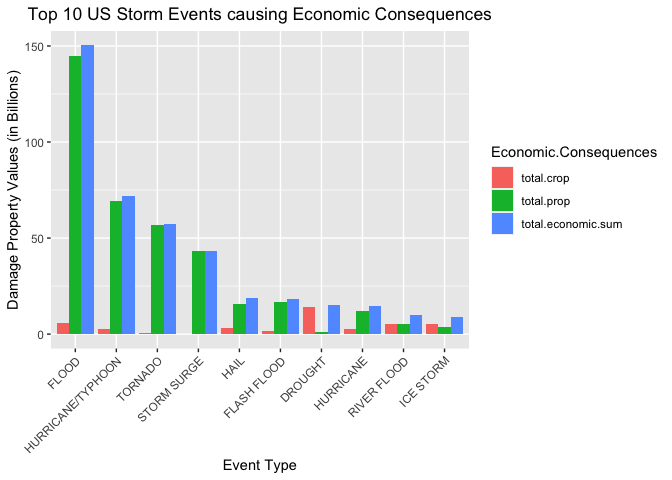 Top 10 US Storm Events causing Economic Consequences
Damage Property Values (in Billions)
150
100
50
0
FLOOD
HURRICANE/TYPHOON
TORNADO
STORM SURGE
HAIL
FLASH FLOOD
DROUGHT
HURRICANE
RIVER FLOOD
ICE STORM
Event Type
Economic.Consequences
total.crop
total.prop
total.economic.sum